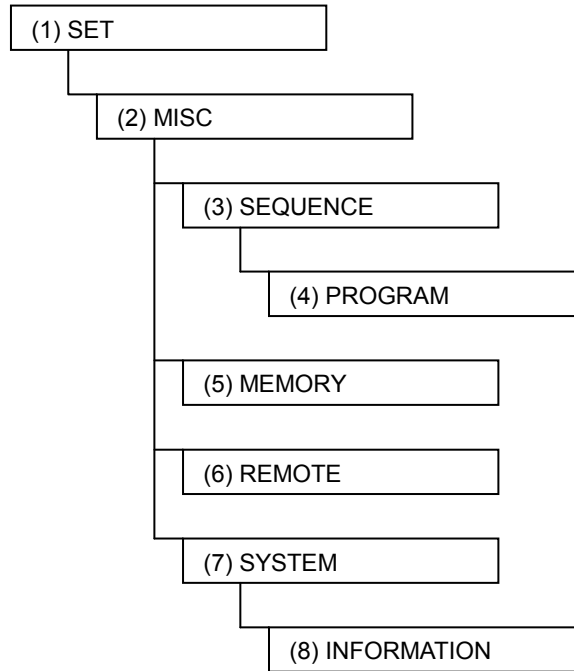 (1) SET
(2) MISC
(3) SEQUENCE
(4) PROGRAM
(5) MEMORY
(6) REMOTE
(7) SYSTEM
(8) INFORMATION